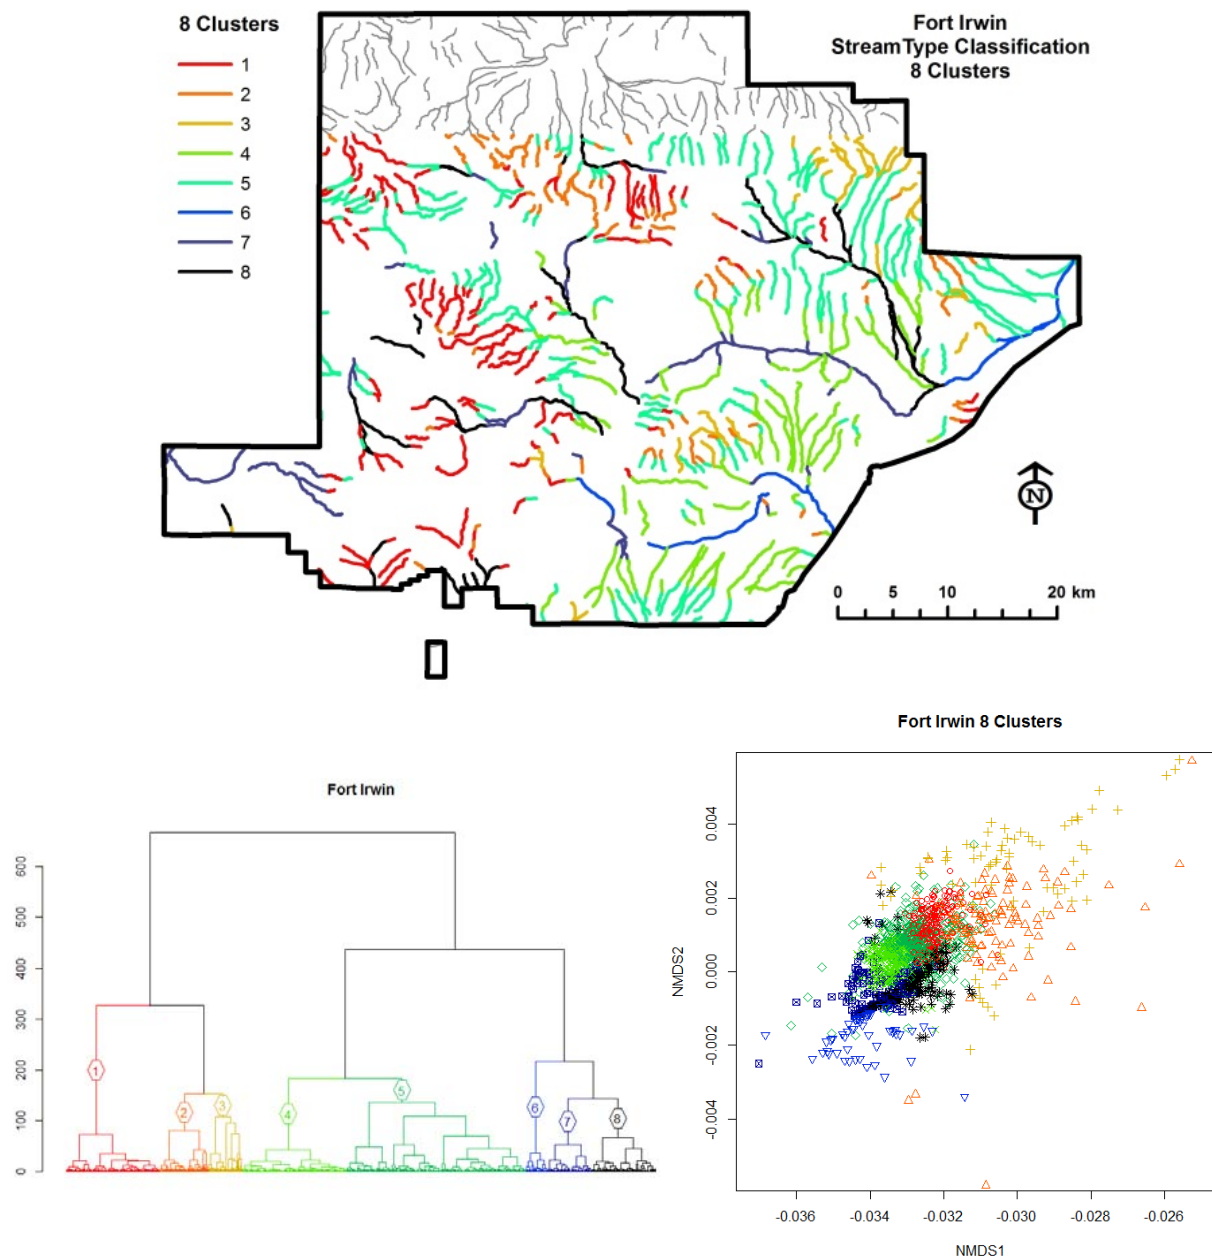 8 Clusters
1
2
3
4
5
6
7
8
Fort Irwin
StreamType Classification
8 Clusters
N
0 5 10 20 km
Fort Irwin
600
500
400
300
200
100
0
1
2
3
4
5
6
7
8
Fort Irwin 8 Clusters
NMDS2
0.004
0.002
0.000
-0.002
-0.004
-0.036 -0.034 -0.032 -0.030 -0.028 -0.026
NMDS1